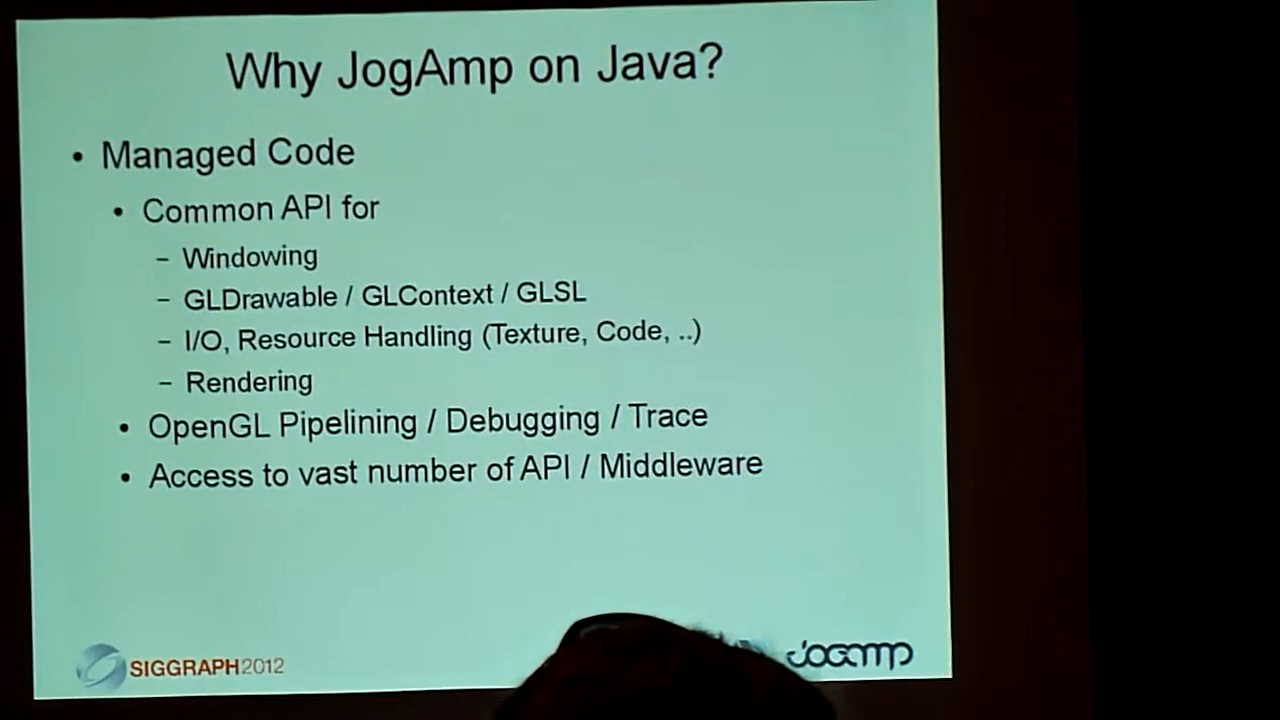 Why JogAmp on Java?
• Managed Code
• Common API for
– Windowing
– GLDrawable / GLContext / GLSL
– I/O, Resource Handling (Texture, Code, ..)
– Rendering
• OpenGL Pipelining / Debugging / Trace
• Access to vast number of API / Middleware
SIGGRAPH2012
JogAmp